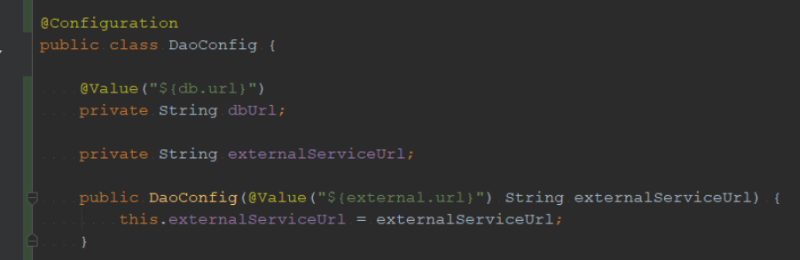 @Configuration
public class DaoConfig {
@Value("${db.url}")
private String dbUrl;
private String externalServiceUrl;
public DaoConfig(@Value("${external.url}") String externalServiceUrl) {
this.externalServiceUrl = externalServiceUrl;
}